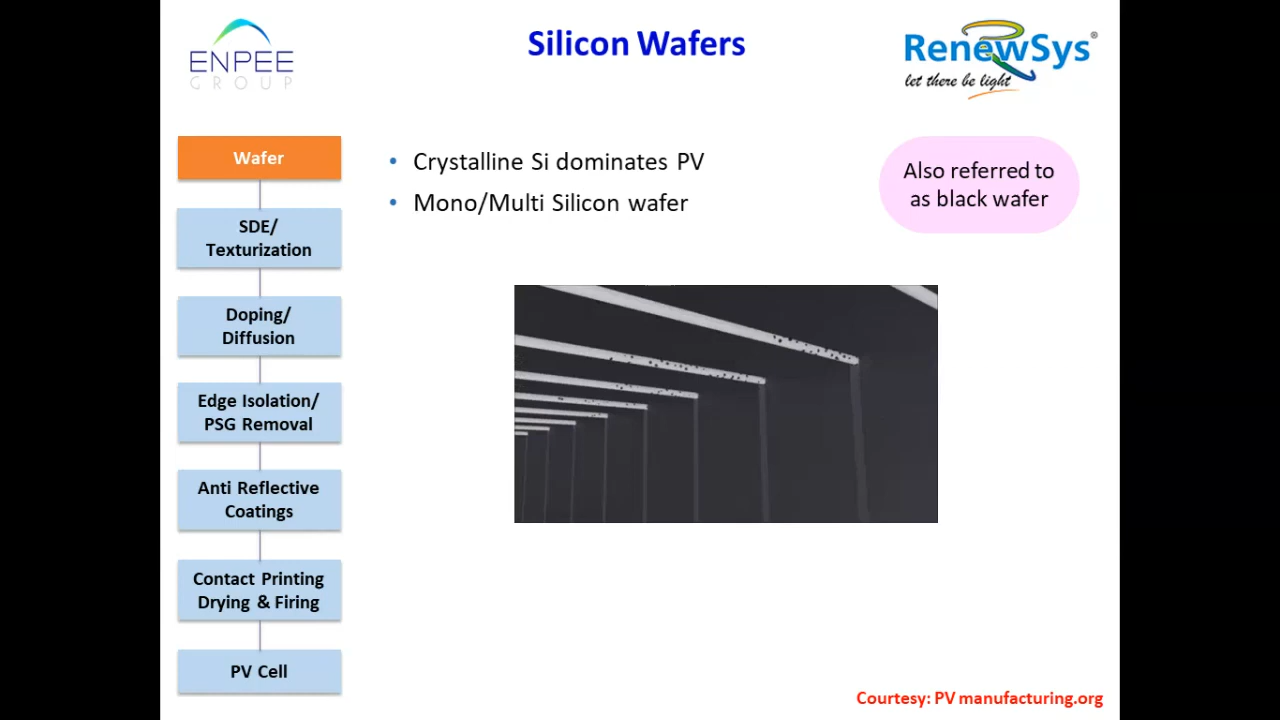 ENPEE
GROUP
Silicon Wafers
RenewSys®
let there be light
Wafer
SDE/
Texturization
Doping/
Diffusion
Edge Isolation/
PSG Removal
Anti Reflective
Coatings
Contact Printing
Drying & Firing
PV Cell
• Crystalline Si dominates PV
• Mono/Multi Silicon wafer
Also referred to
as black wafer
Courtesy: PV manufacturing.org